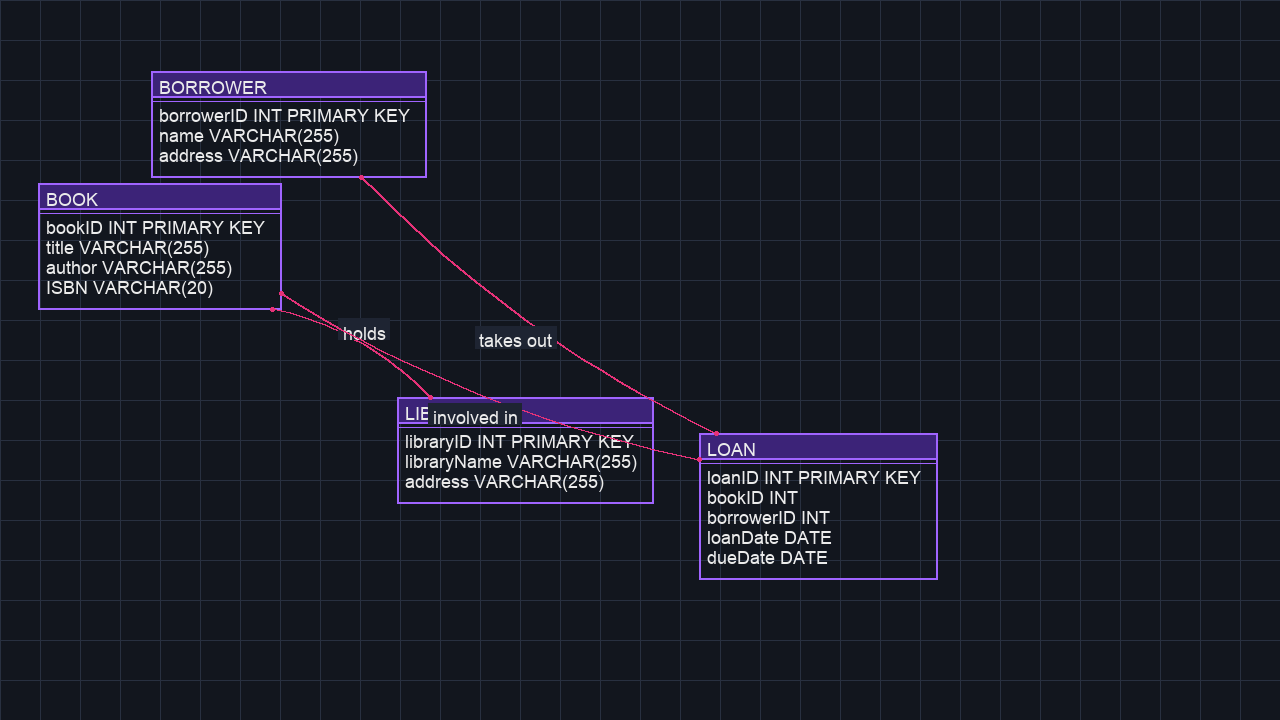 BORROWER
borrowerID INT PRIMARY KEY
name VARCHAR(255)
address VARCHAR(255)
BOOK
bookID INT PRIMARY KEY
title VARCHAR(255)
author VARCHAR(255)
ISBN VARCHAR(20)
holds
takes out
involved in
libraryID INT PRIMARY KEY
libraryName VARCHAR(255)
address VARCHAR(255)
LOAN
loanID INT PRIMARY KEY
bookID INT
borrowerID INT
loanDate DATE
dueDate DATE